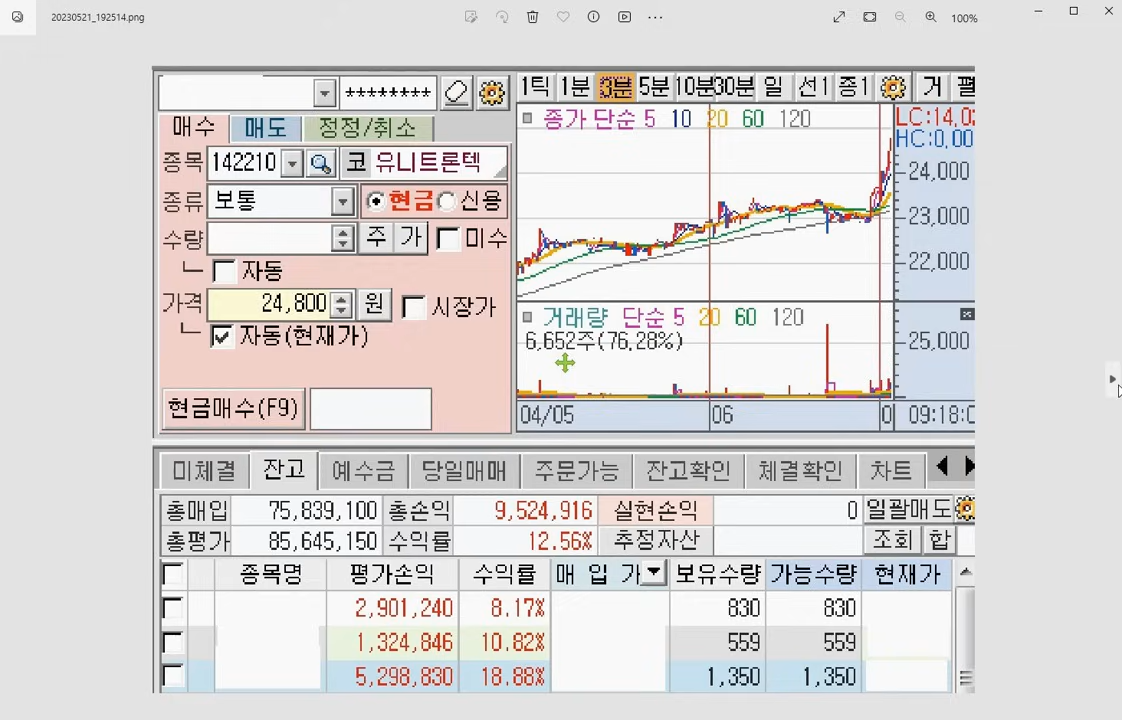 20230521_192514.png
100%
******** 1틱 1분 3분 5분 10분 30분 일 선1 종1 거
매수 매도 정정/취소
종가 단순 5 10 20 60 120
LC:14,02
HC:0,00
종목 142210 코 유니트론텍
24,000
종류 보통 현금 신용
23,000
수량 주 가 미수
자동
22,000
가격 24,800 원 시장가
거래량 단순 5 20 60 120
자동(현재가)
6,652주(76.28%)
25,000
현금매수(F9)
04/05 06 09:18:0
미체결 잔고 예수금 당일매매 주문가능 잔고확인 체결확인 차트
총매입 75,839,100 총손익 9,524,916 실현손익 0 일괄매도
총평가 85,645,150 수익률 12.56% 추정자산 조회 합
종목명 평가손익 수익률 매 입 가 보유수량 가능수량 현재가
2,901,240 8.17% 830 830
1,324,846 10.82% 559 559
5,298,830 18.88% 1,350 1,350